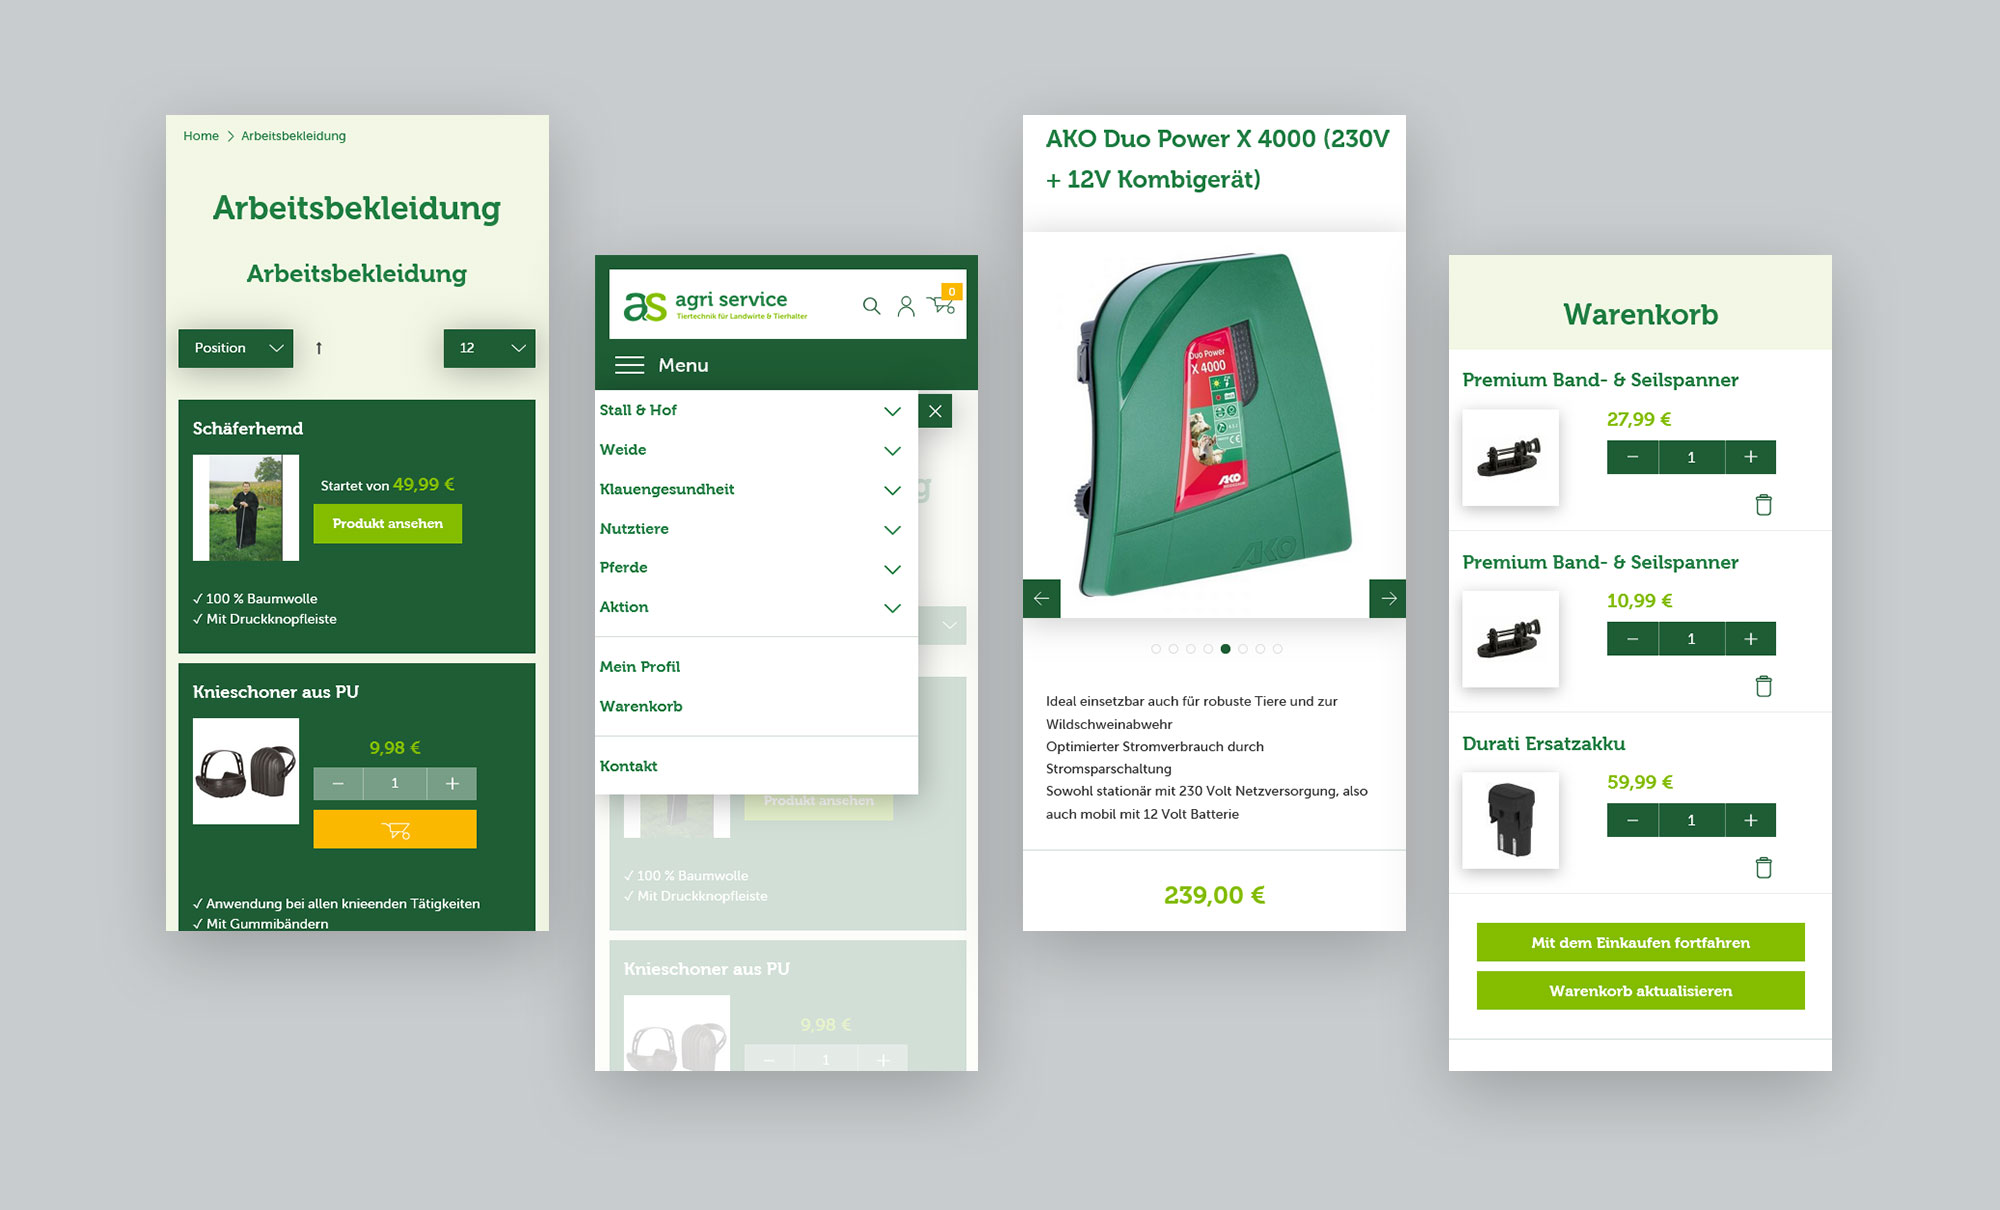 Home > Arbeitsbekleidung
Arbeitsbekleidung
Arbeitsbekleidung
Position
12
Schäferhemd
Startet von 49,99 €
Produkt ansehen
✓ 100 % Baumwolle
✓ Mit Druckknopfleiste
Knieschoner aus PU
9,98 €
− 1 +
✓ Anwendung bei allen knieenden Tätigkeiten
✓ Mit Gummibändern
as agri service
Tiertechnik für Landwirte & Tierhalter
0
Menu
Stall & Hof
Weide
Klauengesundheit
Nutztiere
Pferde
Aktion
Mein Profil
Warenkorb
Kontakt
g
Produkt ansehen
✓ 100 % Baumwolle
✓ Mit Druckknopfleiste
Knieschoner aus PU
9,98 €
− 1 +
AKO Duo Power X 4000 (230V
+ 12V Kombigerät)
Duo Power
X 4000
AKO
AKO
Ideal einsetzbar auch für robuste Tiere und zur
Wildschweinabwehr
Optimierter Stromverbrauch durch
Stromsparschaltung
Sowohl stationär mit 230 Volt Netzversorgung, also
auch mobil mit 12 Volt Batterie
239,00 €
Warenkorb
Premium Band- & Seilspanner
27,99 €
− 1 +
Premium Band- & Seilspanner
10,99 €
− 1 +
Durati Ersatzakku
59,99 €
− 1 +
Mit dem Einkaufen fortfahren
Warenkorb aktualisieren